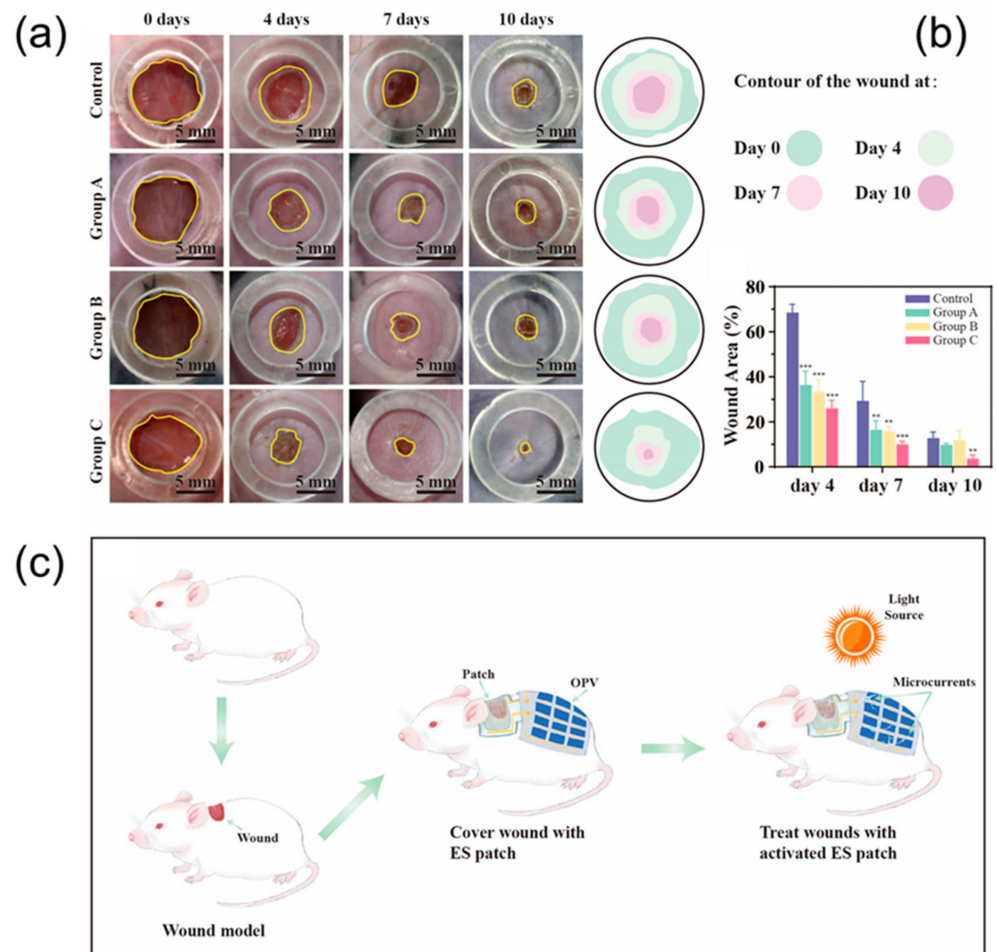 (a)
0 days
4 days
7 days
10 days
(b)
Control
5 mm
5 mm
5 mm
5 mm
Group A
5 mm
5 mm
5 mm
5 mm
Group B
5 mm
5 mm
5 mm
5 mm
Group C
5 mm
5 mm
5 mm
5 mm
Contour of the wound at:
Day 0
Day 4
Day 7
Day 10
Wound Area (%)
80
60
40
20
0
Control
Group A
Group B
Group C
***
***
***
**
**
***
**
day 4
day 7
day 10
(c)
Wound
Wound model
Patch
OPV
Cover wound with
ES patch
Light
Source
Microcurrents
Treat wounds with
activated ES patch